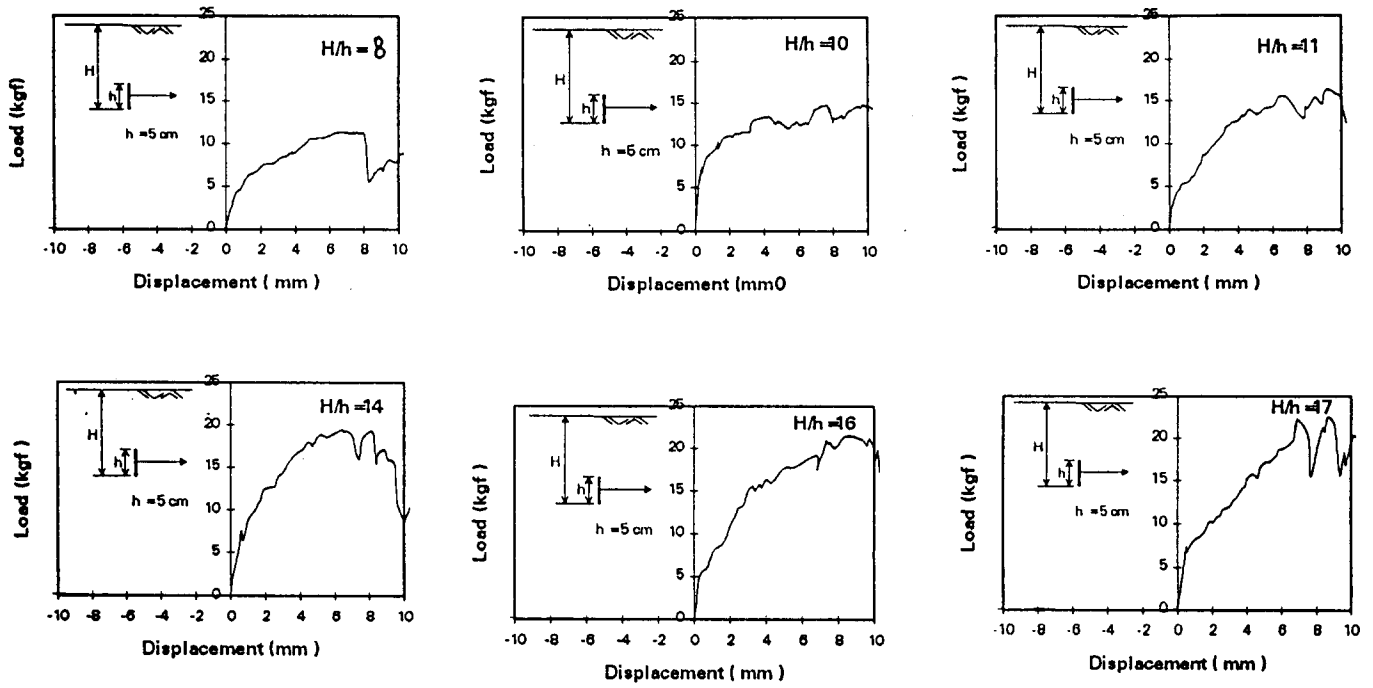 H/h = 8
Load (kgf)
25
20
15
10
5
0
H
h
h = 5 cm
-10 -8 -6 -4 -2 0 2 4 6 8 10
Displacement ( mm )
H/h =10
Load (kgf )
25
20
15
10
5
0
H
h
h =5 cm
-10 -8 -6 -4 -2 0 2 4 6 8 10
Displacement (mm0
H/h =11
Load (kgf )
25
20
15
10
5
0
H
h
h = 5 cm
-10 -8 -6 -4 -2 0 2 4 6 8 10
Displacement ( mm )
H/h =14
Load (kgf )
25
20
15
10
5
0
H
h
h =5 cm
-10 -8 -6 -4 -2 0 2 4 6 8 10
Displacement (mm )
H/h =16
Load (kgf )
25
20
15
10
5
0
H
h
h = 5 cm
-10 -8 -6 -4 -2 0 2 4 6 8 10
Displacement ( mm )
H/h =17
Load (kgf )
25
20
15
10
5
0
H
h
h = 5 cm
-10 -8 -6 -4 -2 0 2 4 6 8 10
Displacement ( mm )